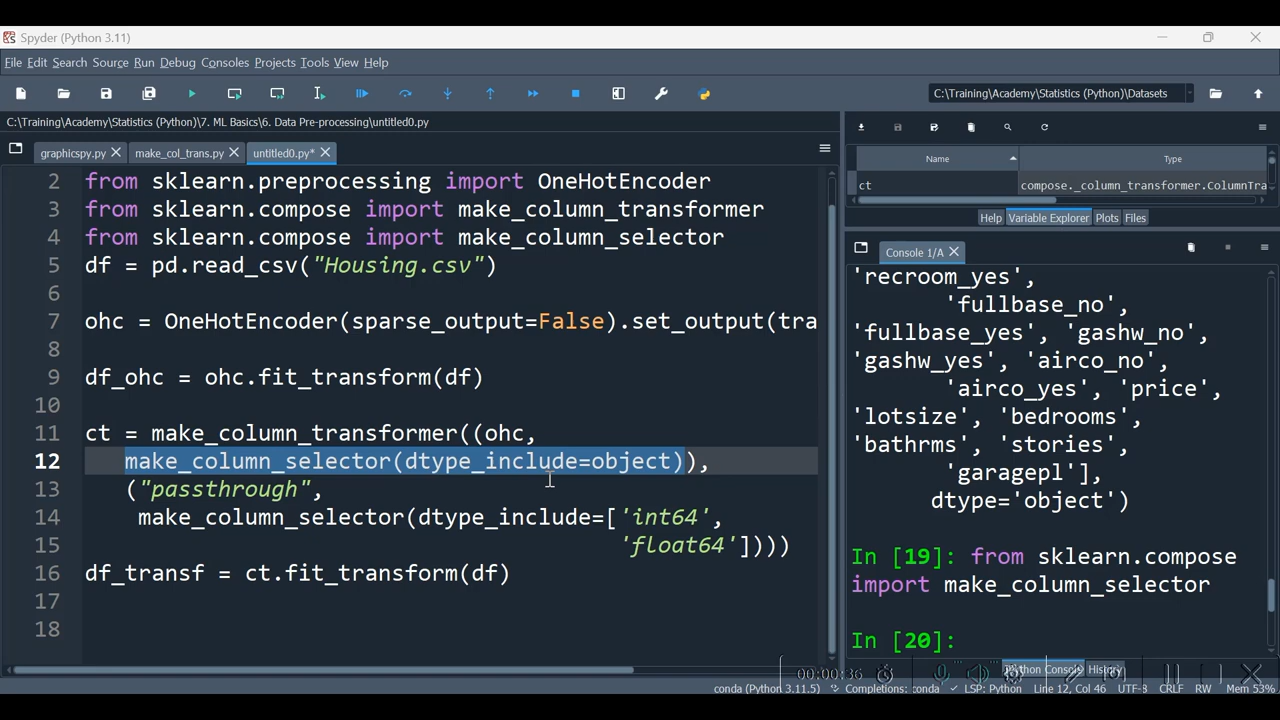 Spyder (Python 3.11)
File Edit Search Source Run Debug Consoles Projects Tools View Help
C:\Training\Academy\Statistics (Python)\Datasets
C:\Training\Academy\Statistics (Python)\7. ML Basics\6. Data Pre-processing\untitled0.py
graphicspy.py make_col_trans.py untitled0.py*
2 from sklearn.preprocessing import OneHotEncoder
3 from sklearn.compose import make_column_transformer
4 from sklearn.compose import make_column_selector
5 df = pd.read_csv("Housing.csv")
6
7 ohc = OneHotEncoder(sparse_output=False).set_output(tra
8
9 df_ohc = ohc.fit_transform(df)
10
11 ct = make_column_transformer((ohc,
12 make_column_selector(dtype_include=object)),
13 ("passthrough",
14 make_column_selector(dtype_include=['int64',
15 'float64'])))
16 df_transf = ct.fit_transform(df)
17
18
Name Type
ct compose._column_transformer.ColumnTra
Help Variable Explorer Plots Files
Console 1/A
'recroom_yes',
'fullbase_no',
'fullbase_yes', 'gashw_no',
'gashw_yes', 'airco_no',
'airco_yes', 'price',
'lotsize', 'bedrooms',
'bathrms', 'stories',
'garagepl'],
dtype='object')
In [19]: from sklearn.compose
import make_column_selector
In [20]:
00:00:36
IPython Console History
conda (Python 3.11.5) Completions: conda LSP: Python Line 12, Col 46 UTF-8 CRLF RW Mem 53%